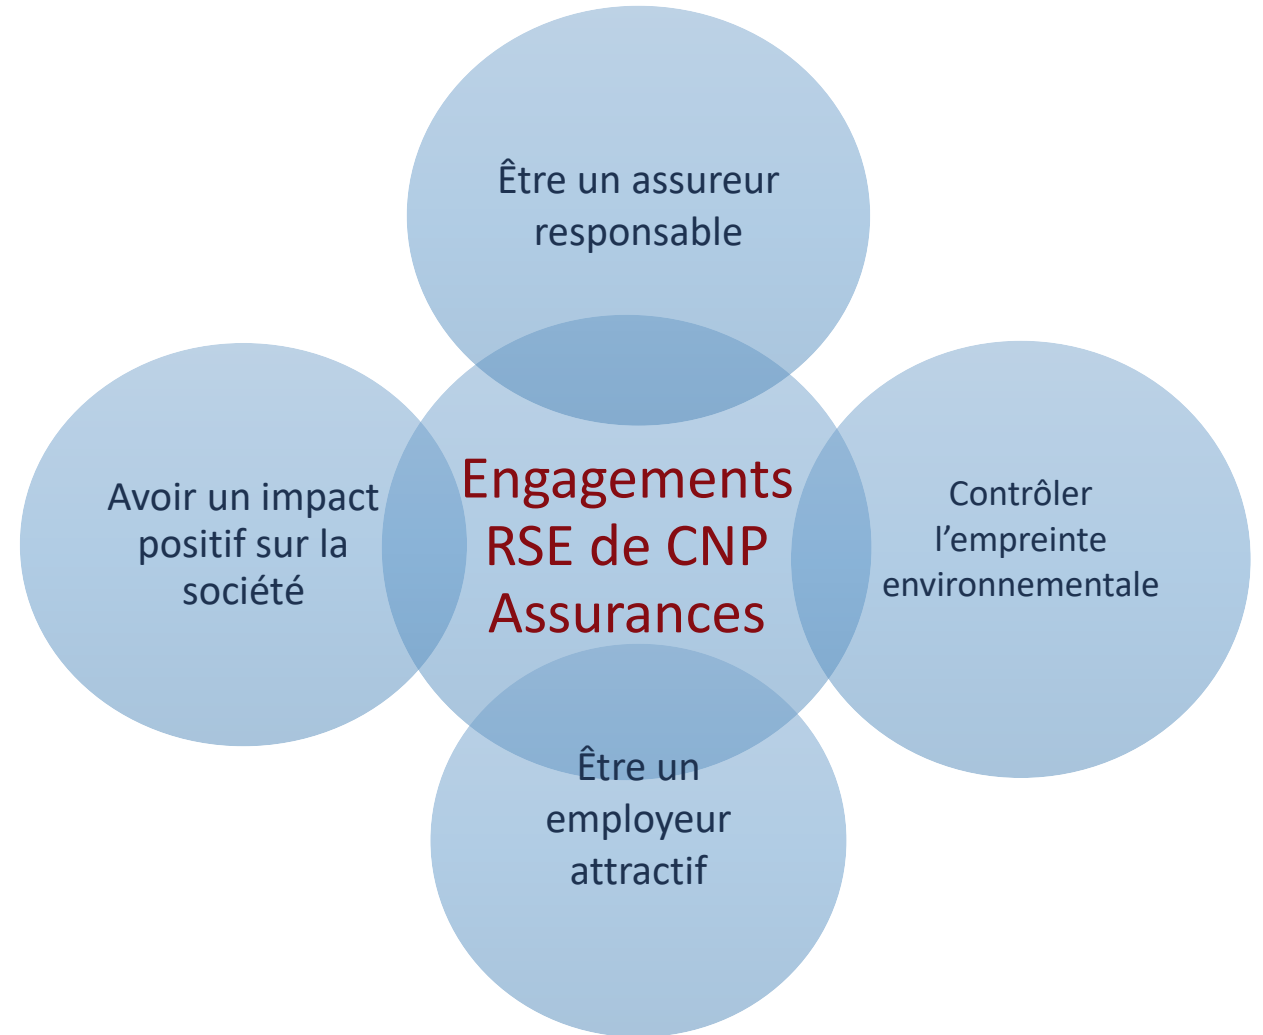 Être un assureur
responsable
Avoir un impact
positif sur la
société
Engagements
RSE de CNP
Assurances
Contrôler
l’empreinte
environnementale
Être un
employeur
attractif